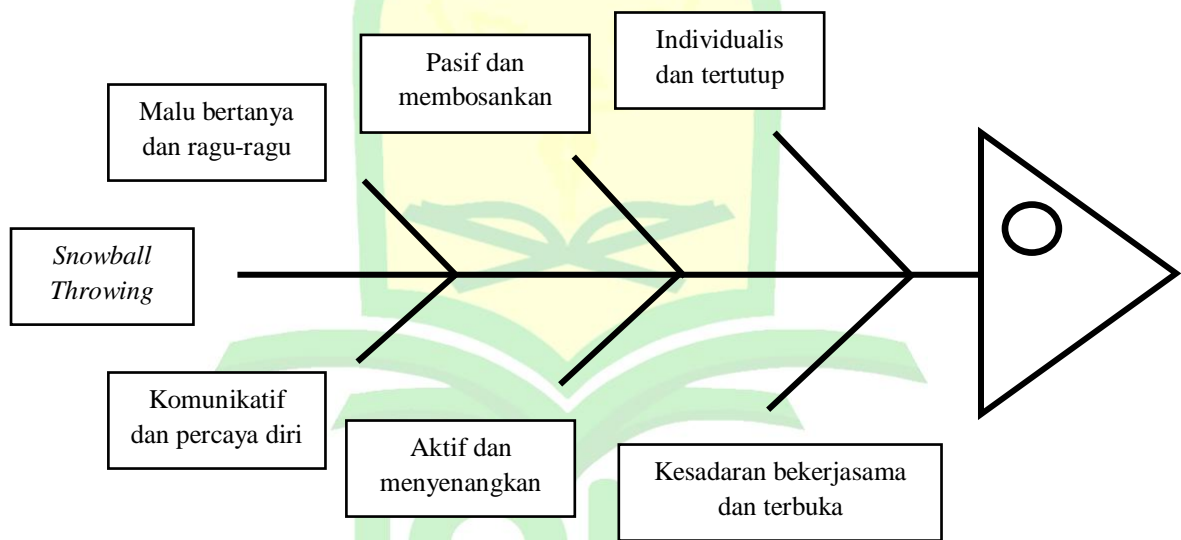 Individualis
dan tertutup
Pasif dan
membosankan
Malu bertanya
dan ragu-ragu
Snowball
Throwing
Komunikatif
dan percaya diri
Aktif dan
menyenangkan
Kesadaran bekerjasama
dan terbuka